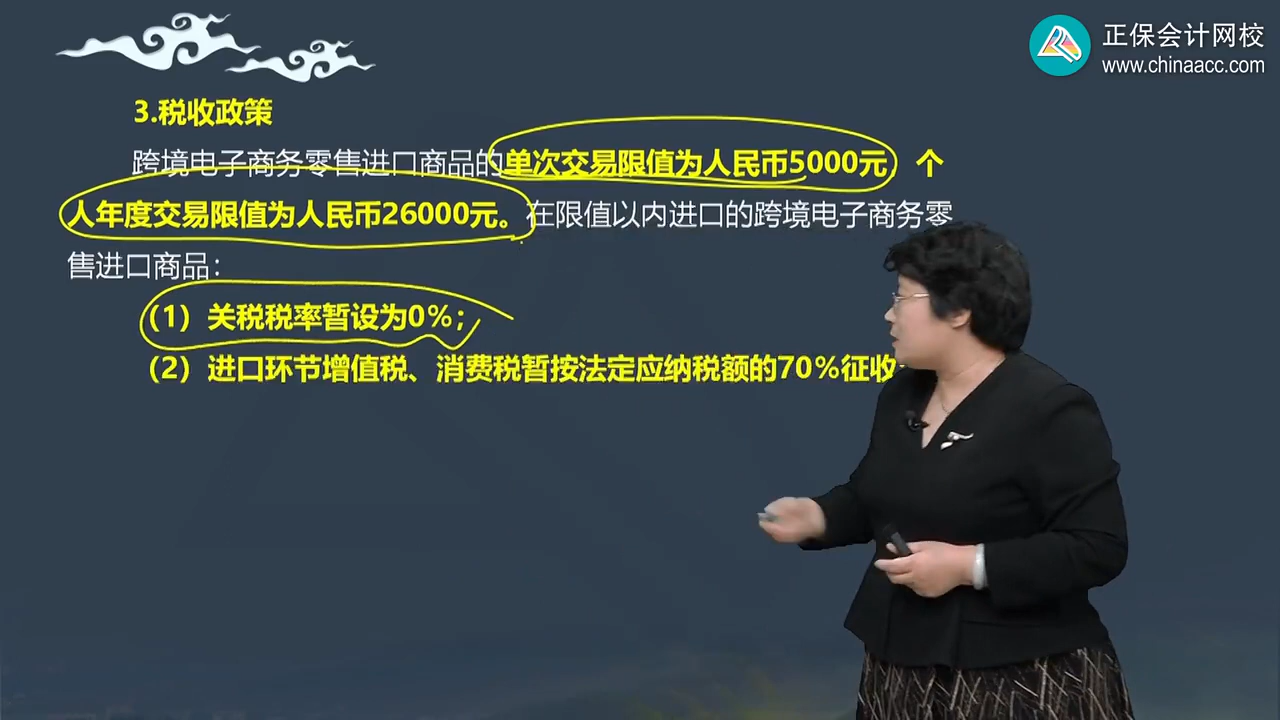 正保会计网校
www.chinaacc.com
3.税收政策
跨境电子商务零售进口商品的单次交易限值为人民币5000元，个
人年度交易限值为人民币26000元。在限值以内进口的跨境电子商务零
售进口商品：
（1）关税税率暂设为0%；
（2）进口环节增值税、消费税暂按法定应纳税额的70%征收